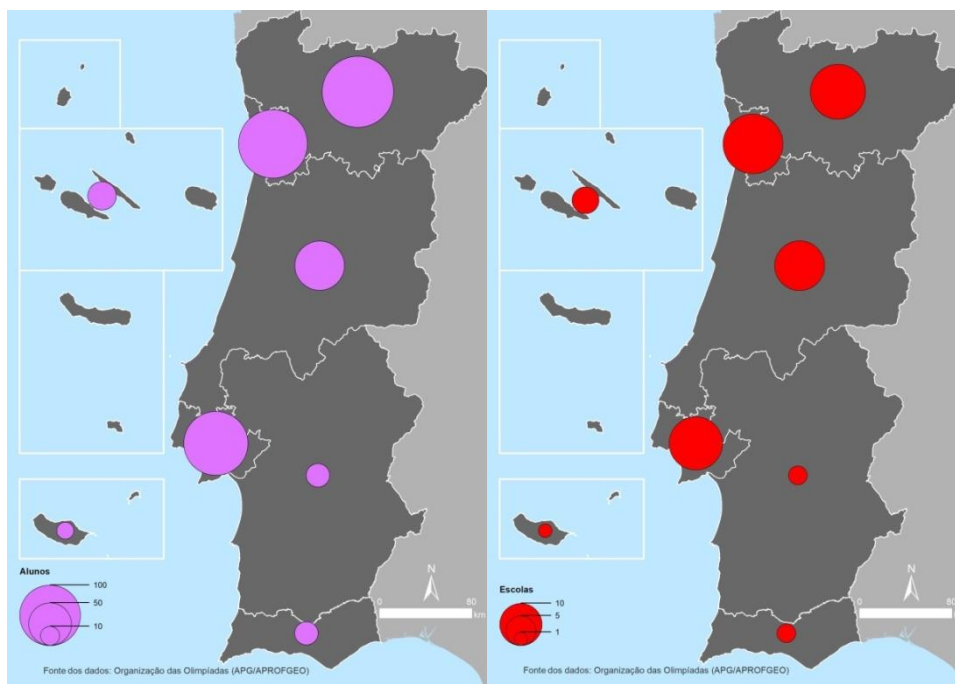 Alunos
100
50
10
N
0
80
km
Fonte dos dados: Organização das Olimpíadas (APG/APROFGEO)
Escolas
10
5
1
N
0
80
km
Fonte dos dados: Organização das Olimpíadas (APG/APROFGEO)